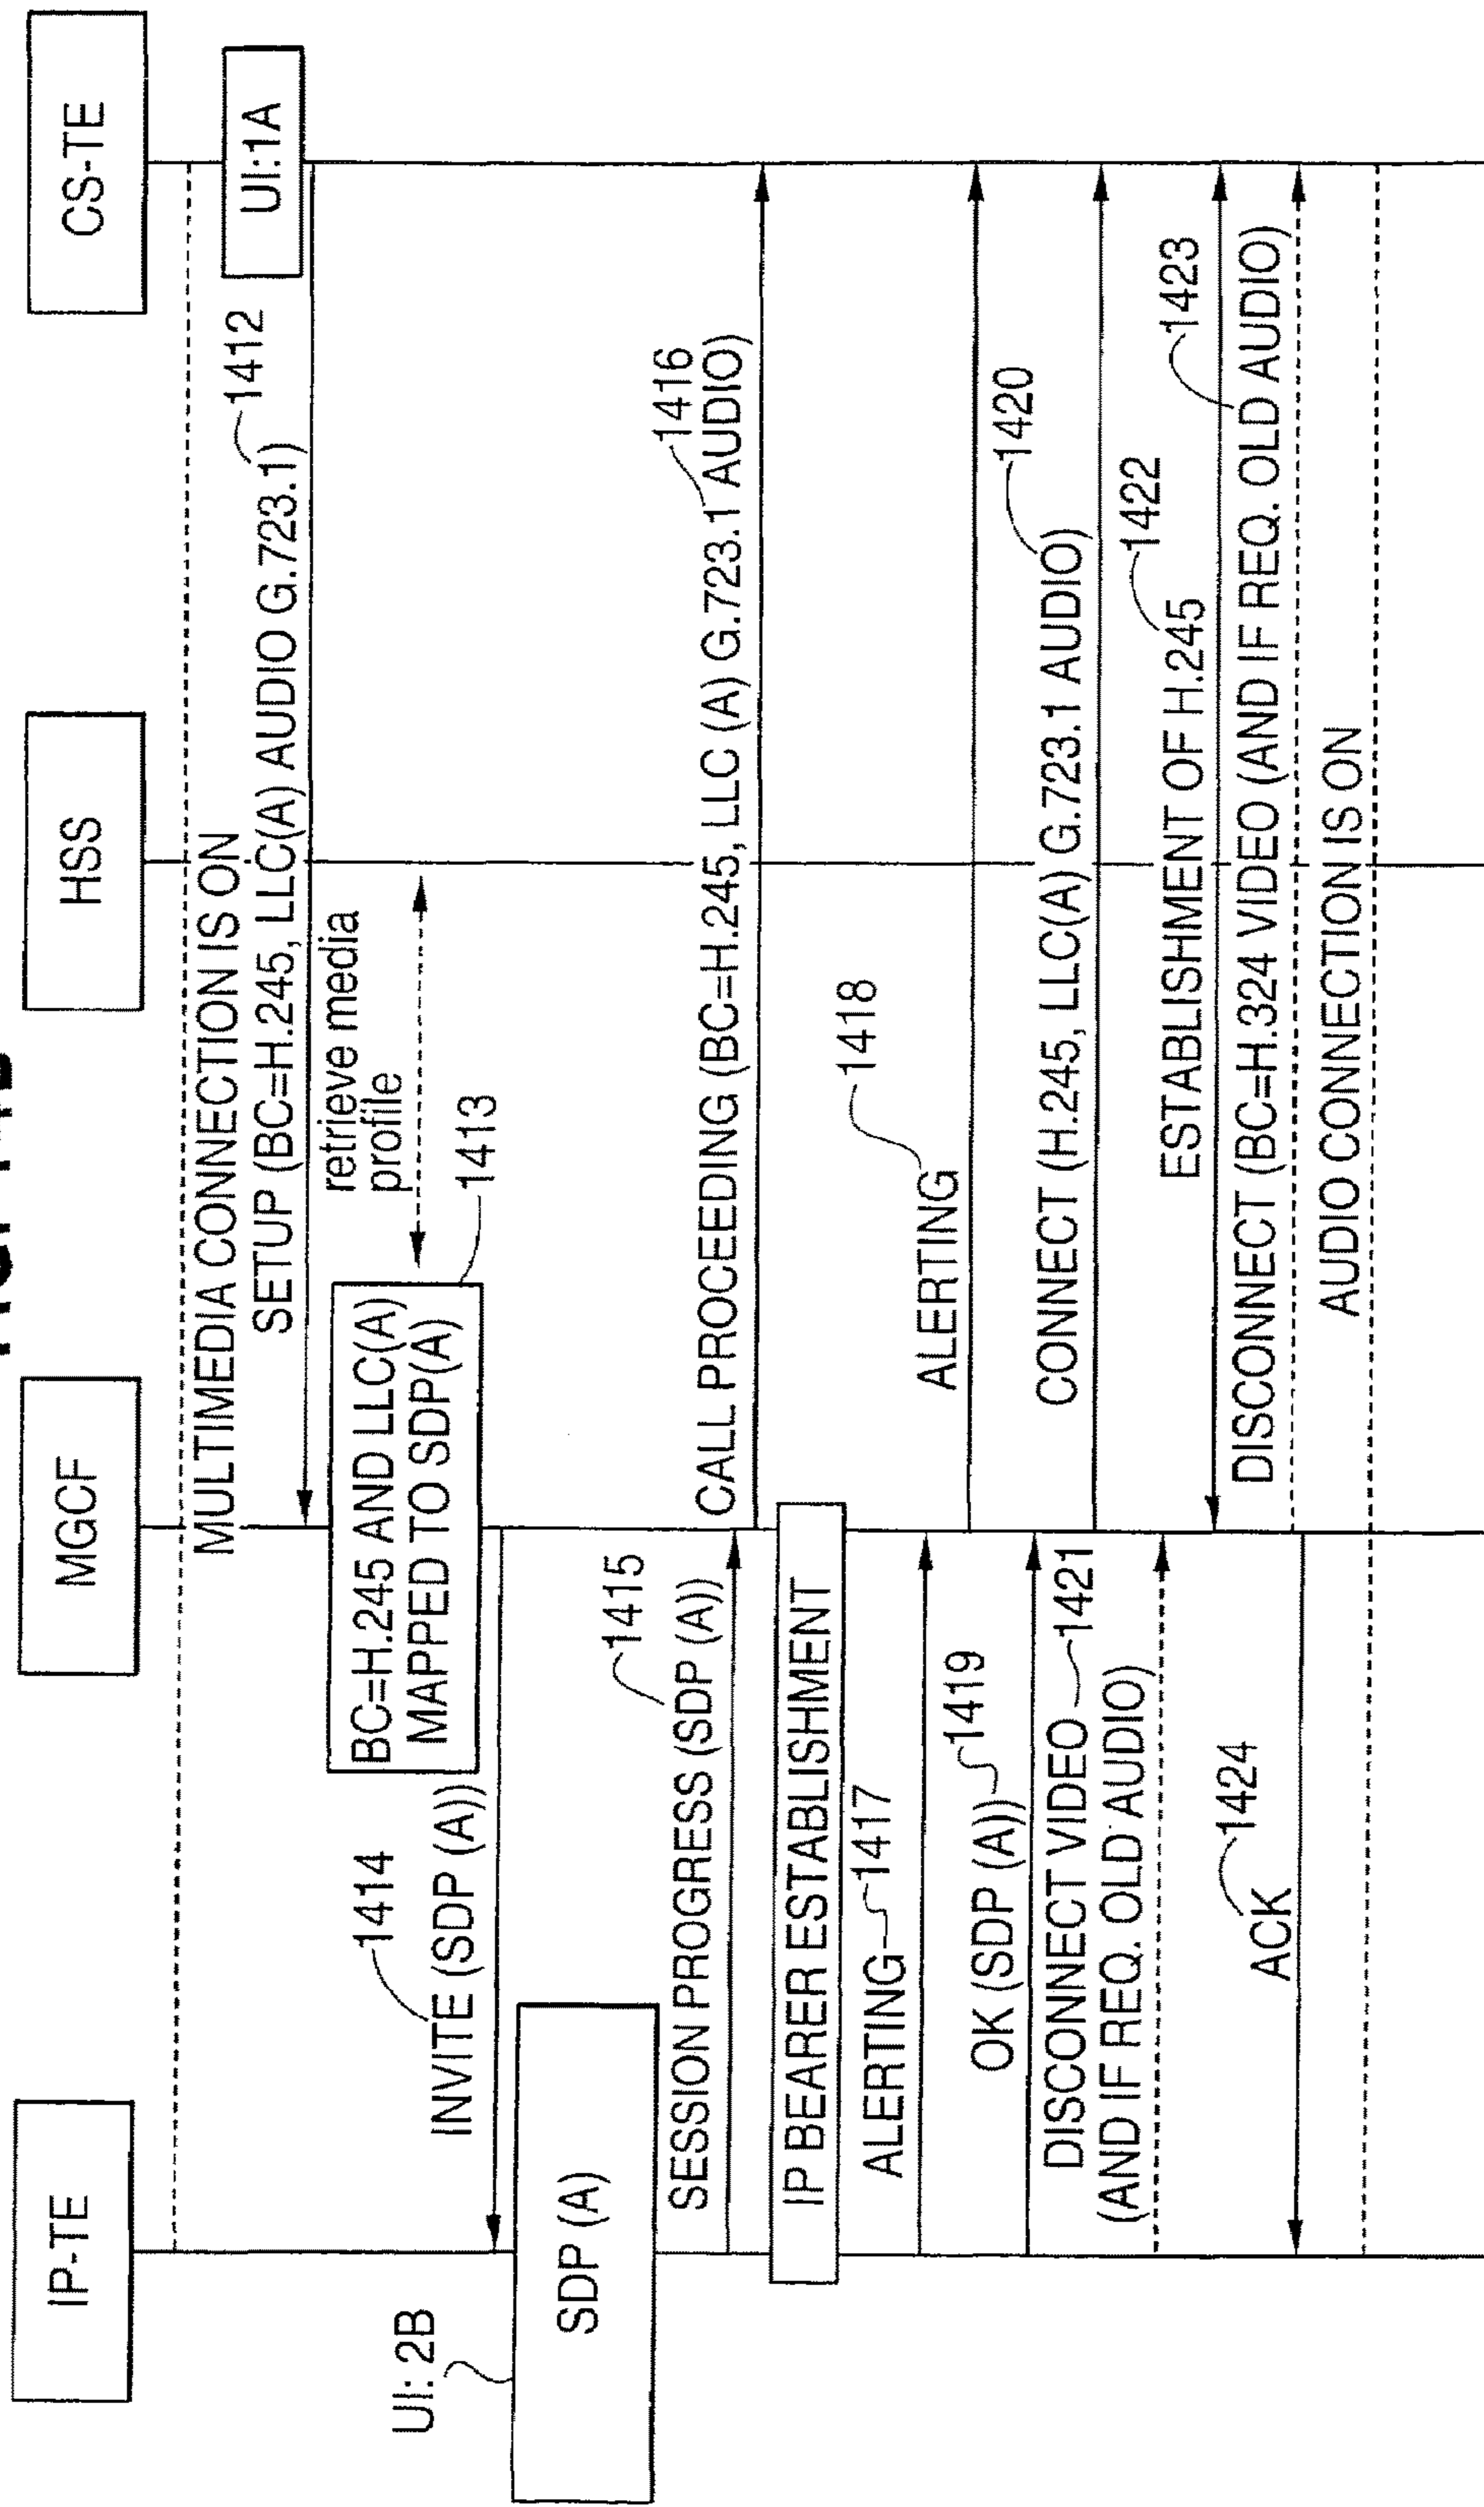 IP-TE
MGCF
HSS
CS-TE
MULTIMEDIA CONNECTION IS ON
UI:1A
1412
SETUP (BC=H.245, LLC(A) AUDIO G.723.1)
retrieve media
profile
BC=H.245 AND LLC(A)
MAPPED TO SDP(A)
1413
1414
INVITE (SDP (A))
UI: 2B
SDP (A)
1415
SESSION PROGRESS (SDP (A))
1416
CALL PROCEEDING (BC=H.245, LLC (A) G.723.1 AUDIO)
IP BEARER ESTABLISHMENT
ALERTING
1417
1418
ALERTING
OK (SDP (A))
1419
1420
CONNECT (H.245, LLC(A) G.723.1 AUDIO)
DISCONNECT VIDEO
1421
(AND IF REQ. OLD AUDIO)
1422
ESTABLISHMENT OF H.245
1423
DISCONNECT (BC=H.324 VIDEO (AND IF REQ. OLD AUDIO)
1424
ACK
AUDIO CONNECTION IS ON